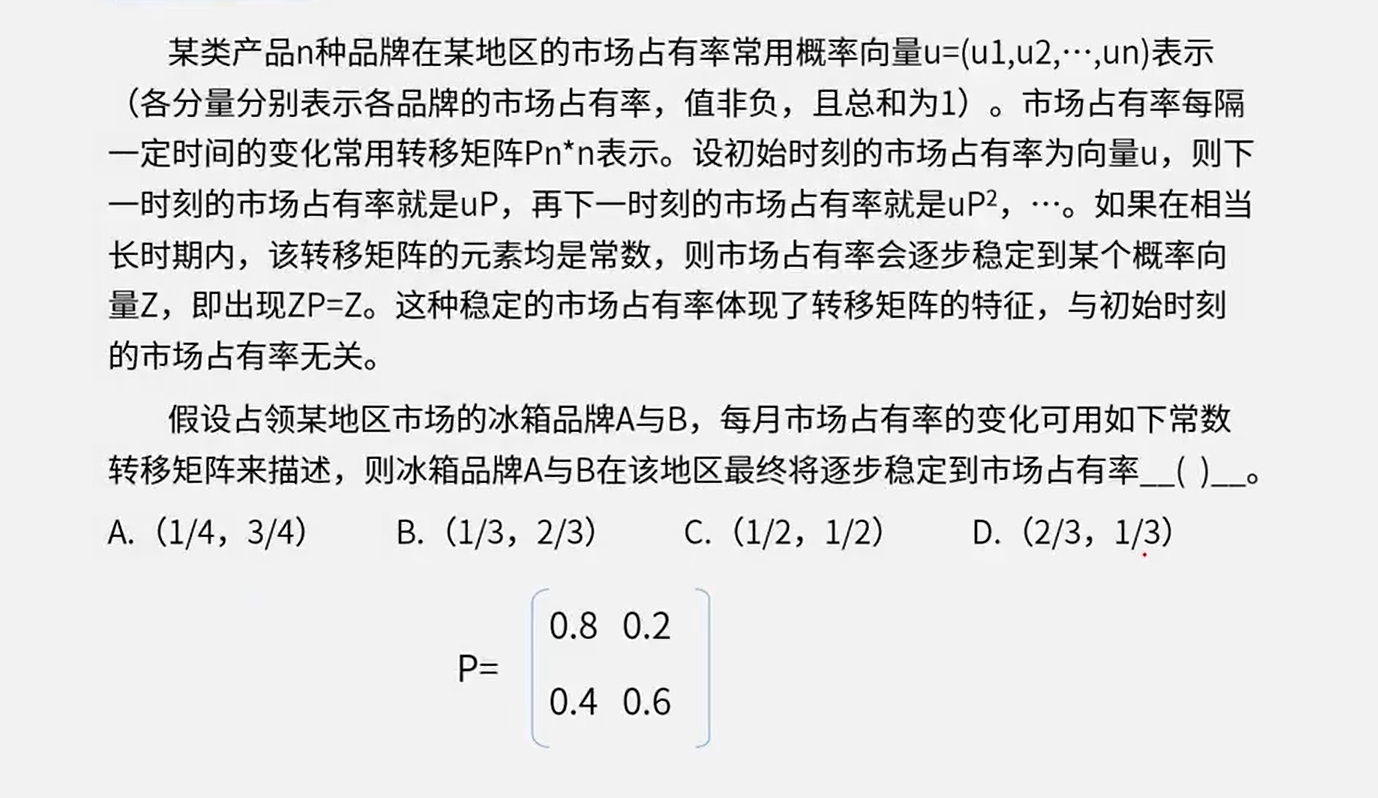 某类产品n种品牌在某地区的市场占有率常用概率向量u=(u1,u2,…,un)表示
（各分量分别表示各品牌的市场占有率，值非负，且总和为1）。市场占有率每隔
一定时间的变化常用转移矩阵Pn*n表示。设初始时刻的市场占有率为向量u，则下
一时刻的市场占有率就是uP，再下一时刻的市场占有率就是uP²，…。如果在相当
长时期内，该转移矩阵的元素均是常数，则市场占有率会逐步稳定到某个概率向
量Z，即出现ZP=Z。这种稳定的市场占有率体现了转移矩阵的特征，与初始时刻
的市场占有率无关。
假设占领某地区市场的冰箱品牌A与B，每月市场占有率的变化可用如下常数
转移矩阵来描述，则冰箱品牌A与B在该地区最终将逐步稳定到市场占有率__( )__。
A.（1/4，3/4） B.（1/3，2/3） C.（1/2，1/2） D.（2/3，1/3）
0.8 0.2
P=
0.4 0.6